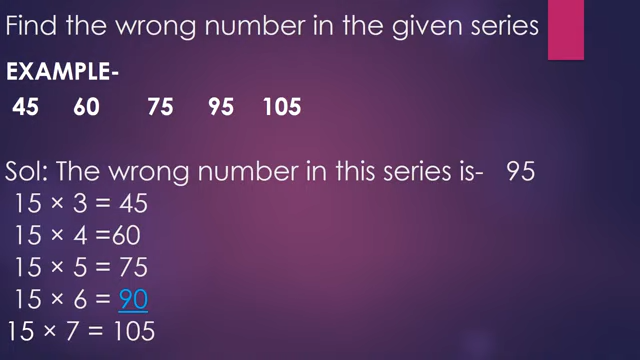 Find the wrong number in the given series
EXAMPLE-
45 60 75 95 105
Sol: The wrong number in this series is- 95
15 × 3 = 45
15 × 4 =60
15 × 5 = 75
15 × 6 = 90
15 × 7 = 105